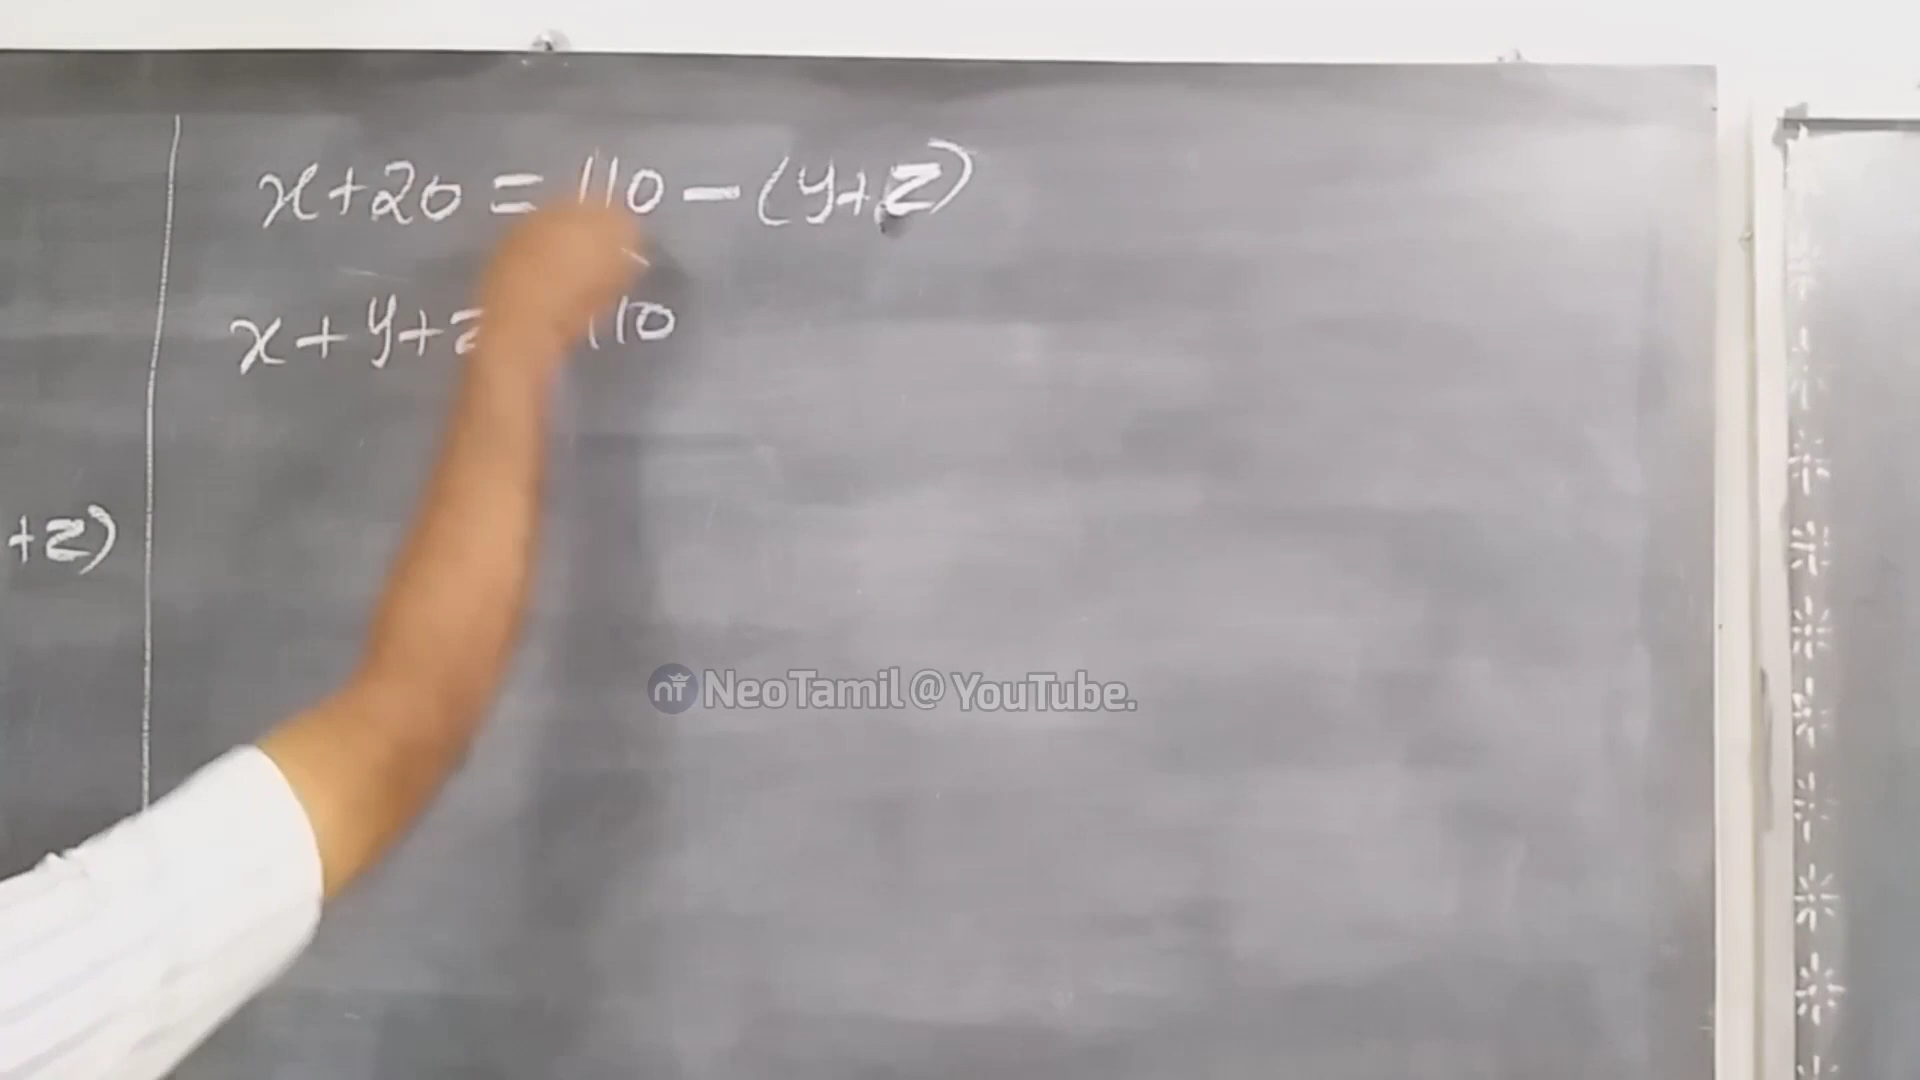 x+20 = 110 - (y+z)
x + y + z 110
+z)
NeoTamil @ YouTube.